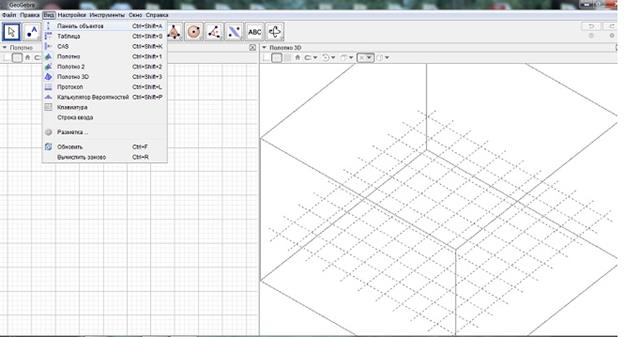 GeoGebra
Файл Правка Вид Настройки Инструменты Окно Справка
Панель объектов Ctrl+Shift+A
Таблица Ctrl+Shift+S
CAS Ctrl+Shift+K
Полотно Ctrl+Shift+1
Полотно 2 Ctrl+Shift+2
Полотно 3D Ctrl+Shift+3
Протокол Ctrl+Shift+L
Калькулятор Вероятностей Ctrl+Shift+P
Клавиатура
Строка ввода
Разметка ...
Обновить Ctrl+F
Вычислить заново Ctrl+R
ABC
Полотно
Полотно 3D